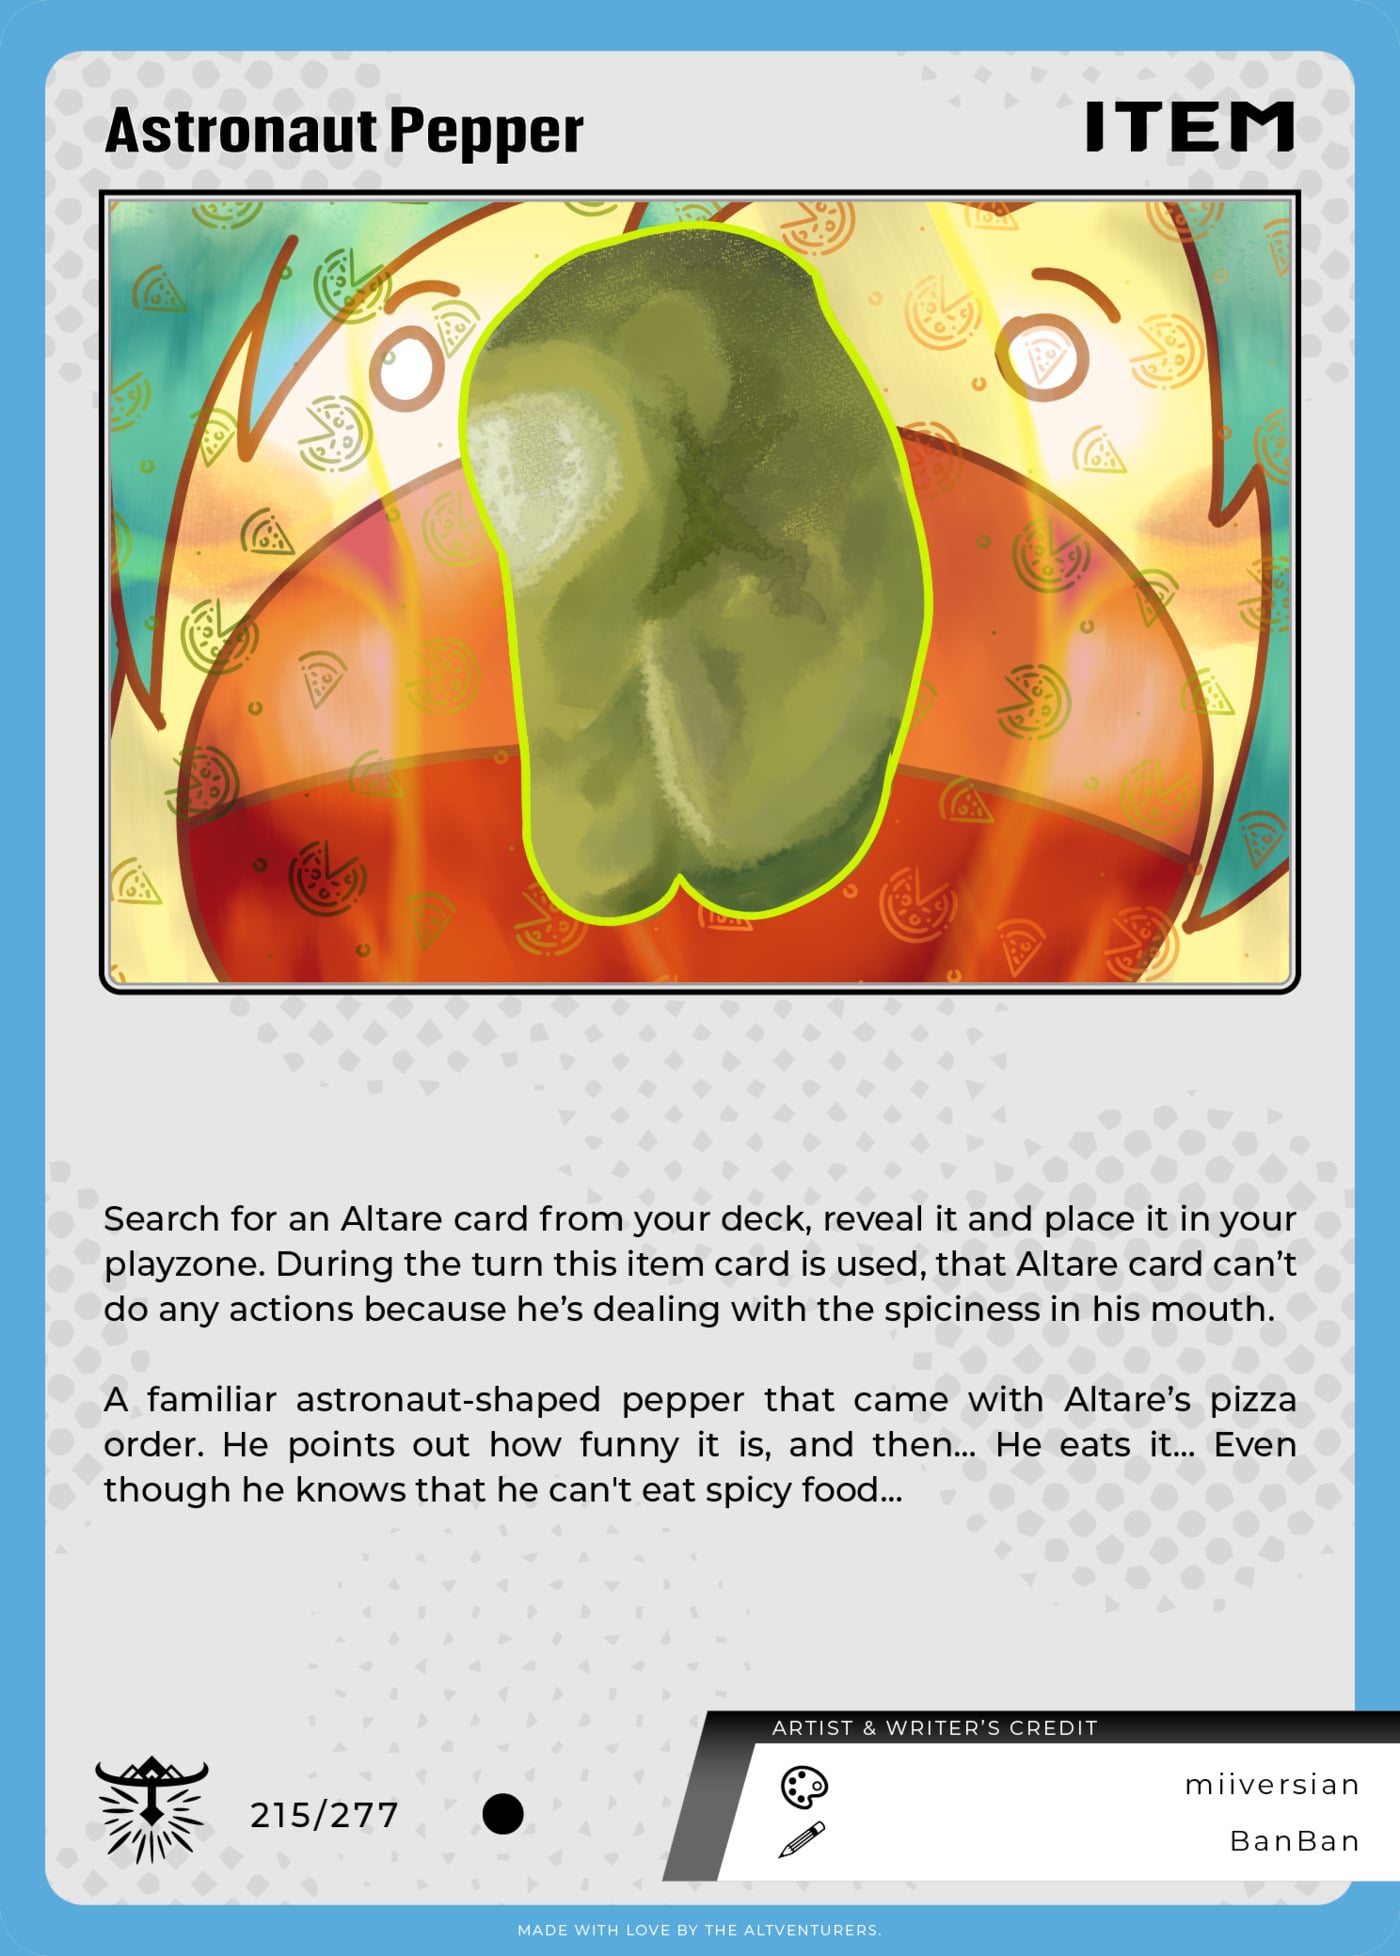 Astronaut Pepper
ITEM
Search for an Altare card from your deck, reveal it and place it in your
playzone. During the turn this item card is used, that Altare card can’t
do any actions because he’s dealing with the spiciness in his mouth.
A familiar astronaut-shaped pepper that came with Altare’s pizza
order. He points out how funny it is, and then... He eats it... Even
though he knows that he can't eat spicy food...
215/277
ARTIST & WRITER’S CREDIT
miiversian
BanBan
MADE WITH LOVE BY THE ALTVENTURERS.